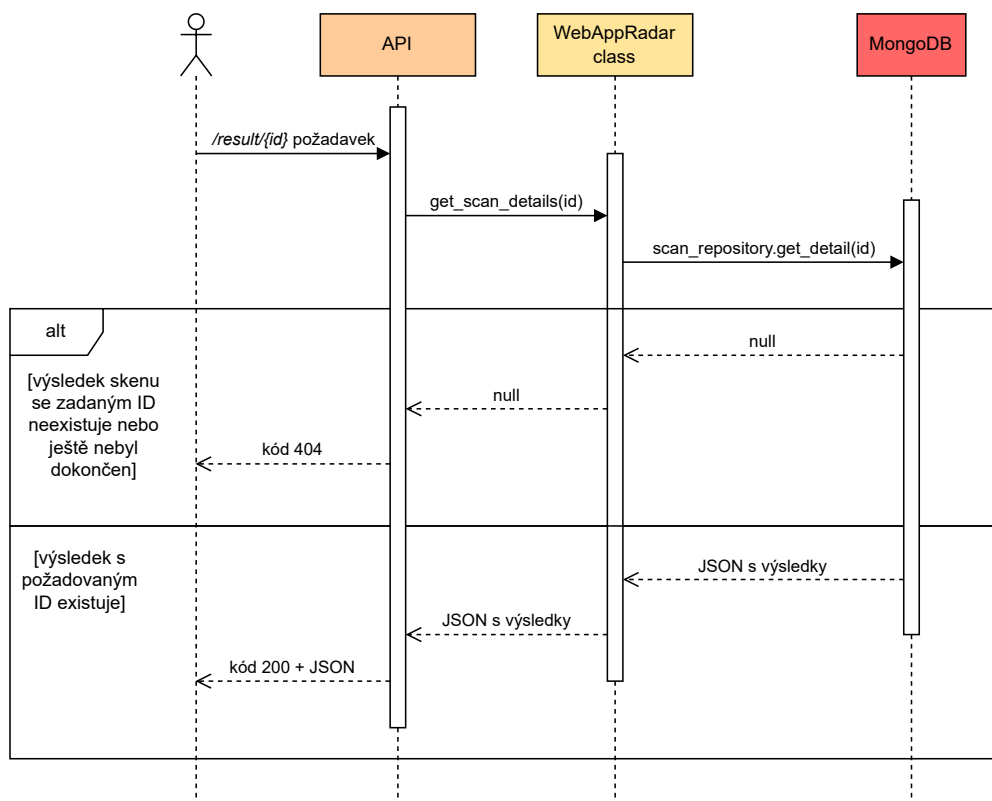 API
WebAppRadar
class
MongoDB
/result/{id} požadavek
get_scan_details(id)
scan_repository.get_detail(id)
alt
null
[výsledek skenu
se zadaným ID
neexistuje nebo
ještě nebyl
dokončen]
null
kód 404
[výsledek s
požadovaným
ID existuje]
JSON s výsledky
JSON s výsledky
kód 200 + JSON